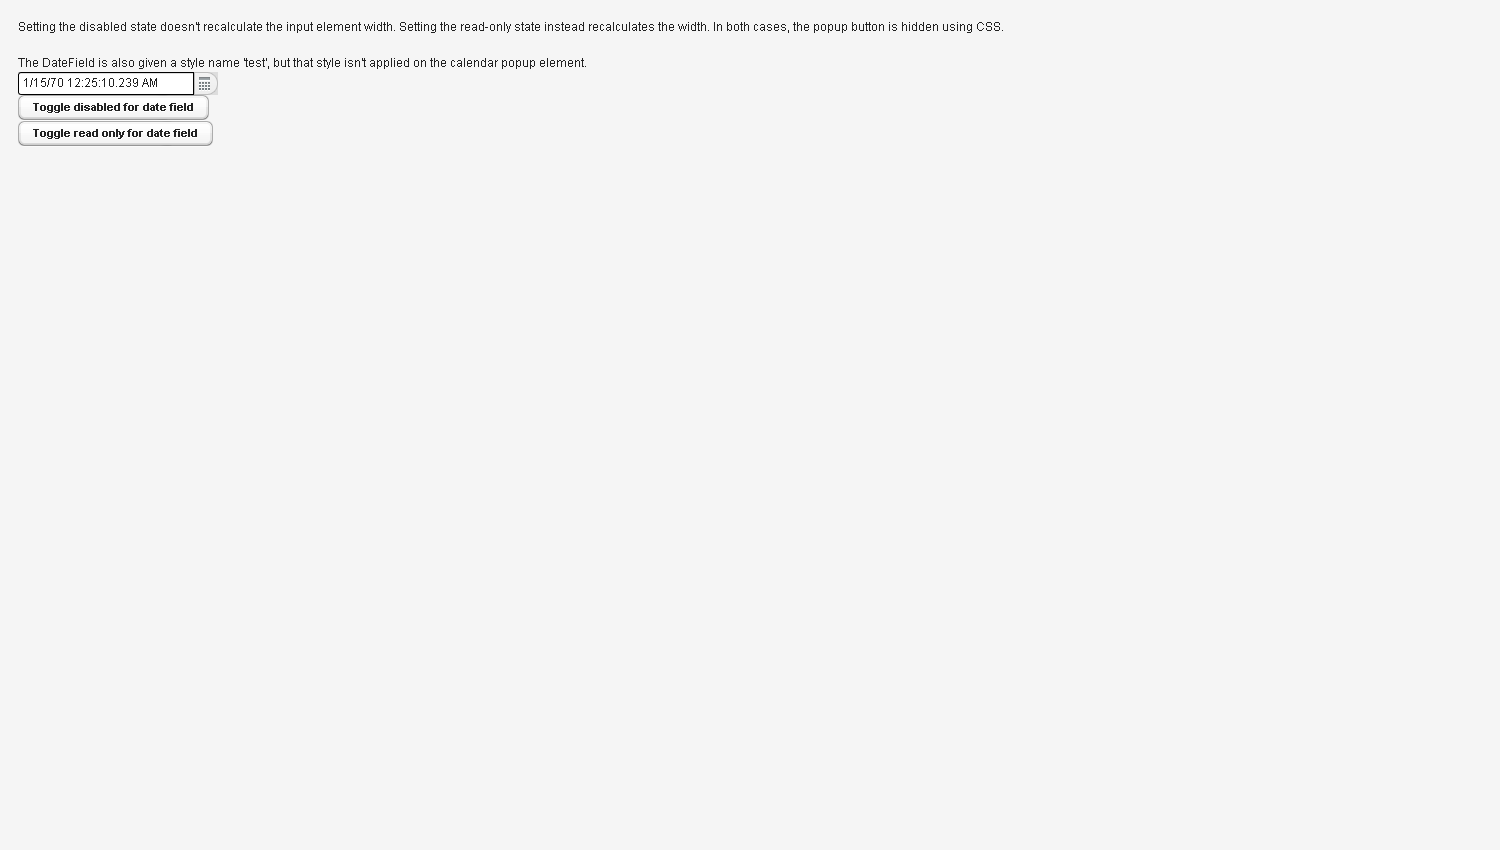 Setting the disabled state doesn't recalculate the input element width. Setting the read-only state instead recalculates the width. In both cases, the popup button is hidden using CSS.
The DateField is also given a style name 'test', but that style isn't applied on the calendar popup element.
1/15/70 12:25:10.239 AM
Toggle disabled for date field
Toggle read only for date field